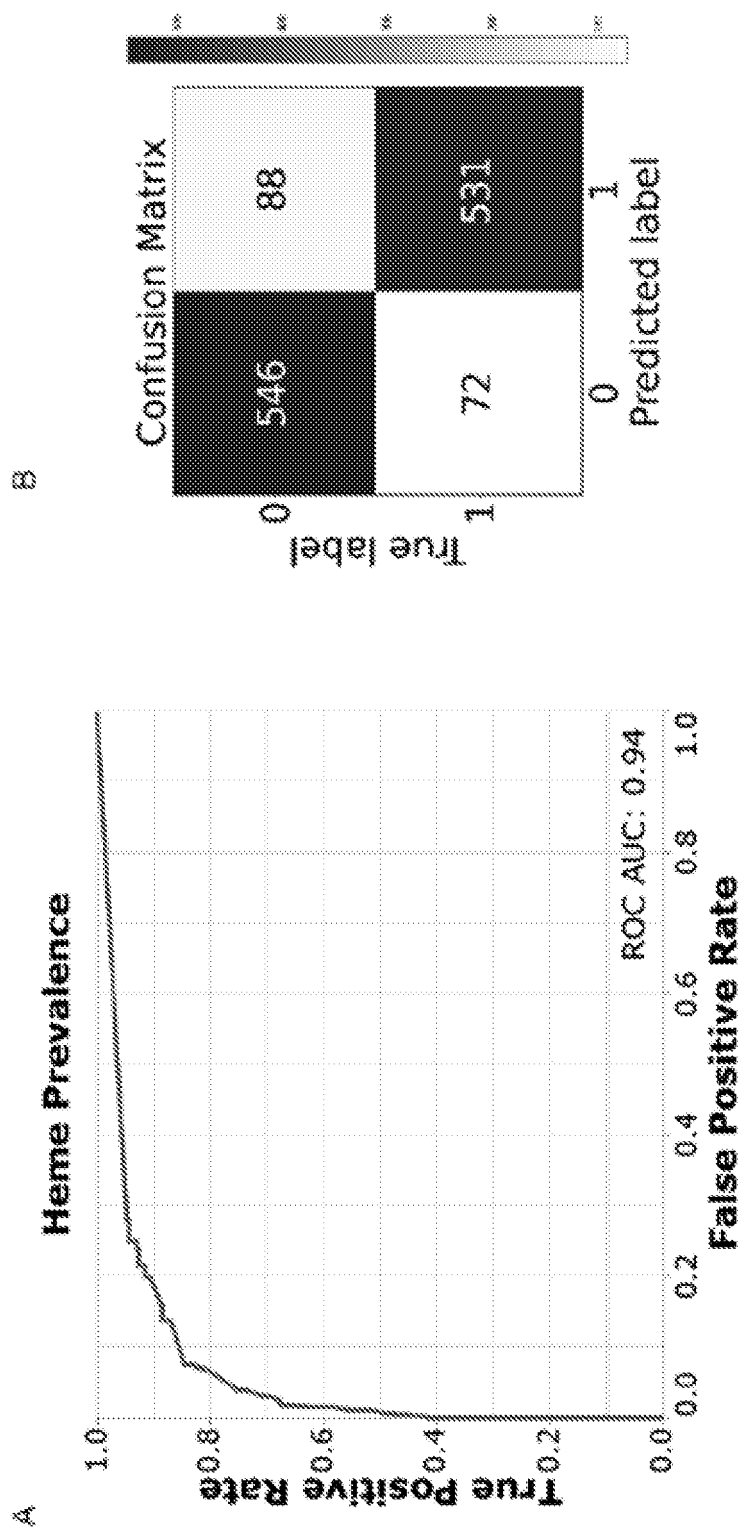 A
Heme Prevalence
True Positive Rate
1.0
0.8
0.6
0.4
0.2
0.0
ROC AUC: 0.94
0.0 0.2 0.4 0.6 0.8 1.0
False Positive Rate
B
Confusion Matrix
True label
0 546 88
1 72 531
0 1
Predicted label